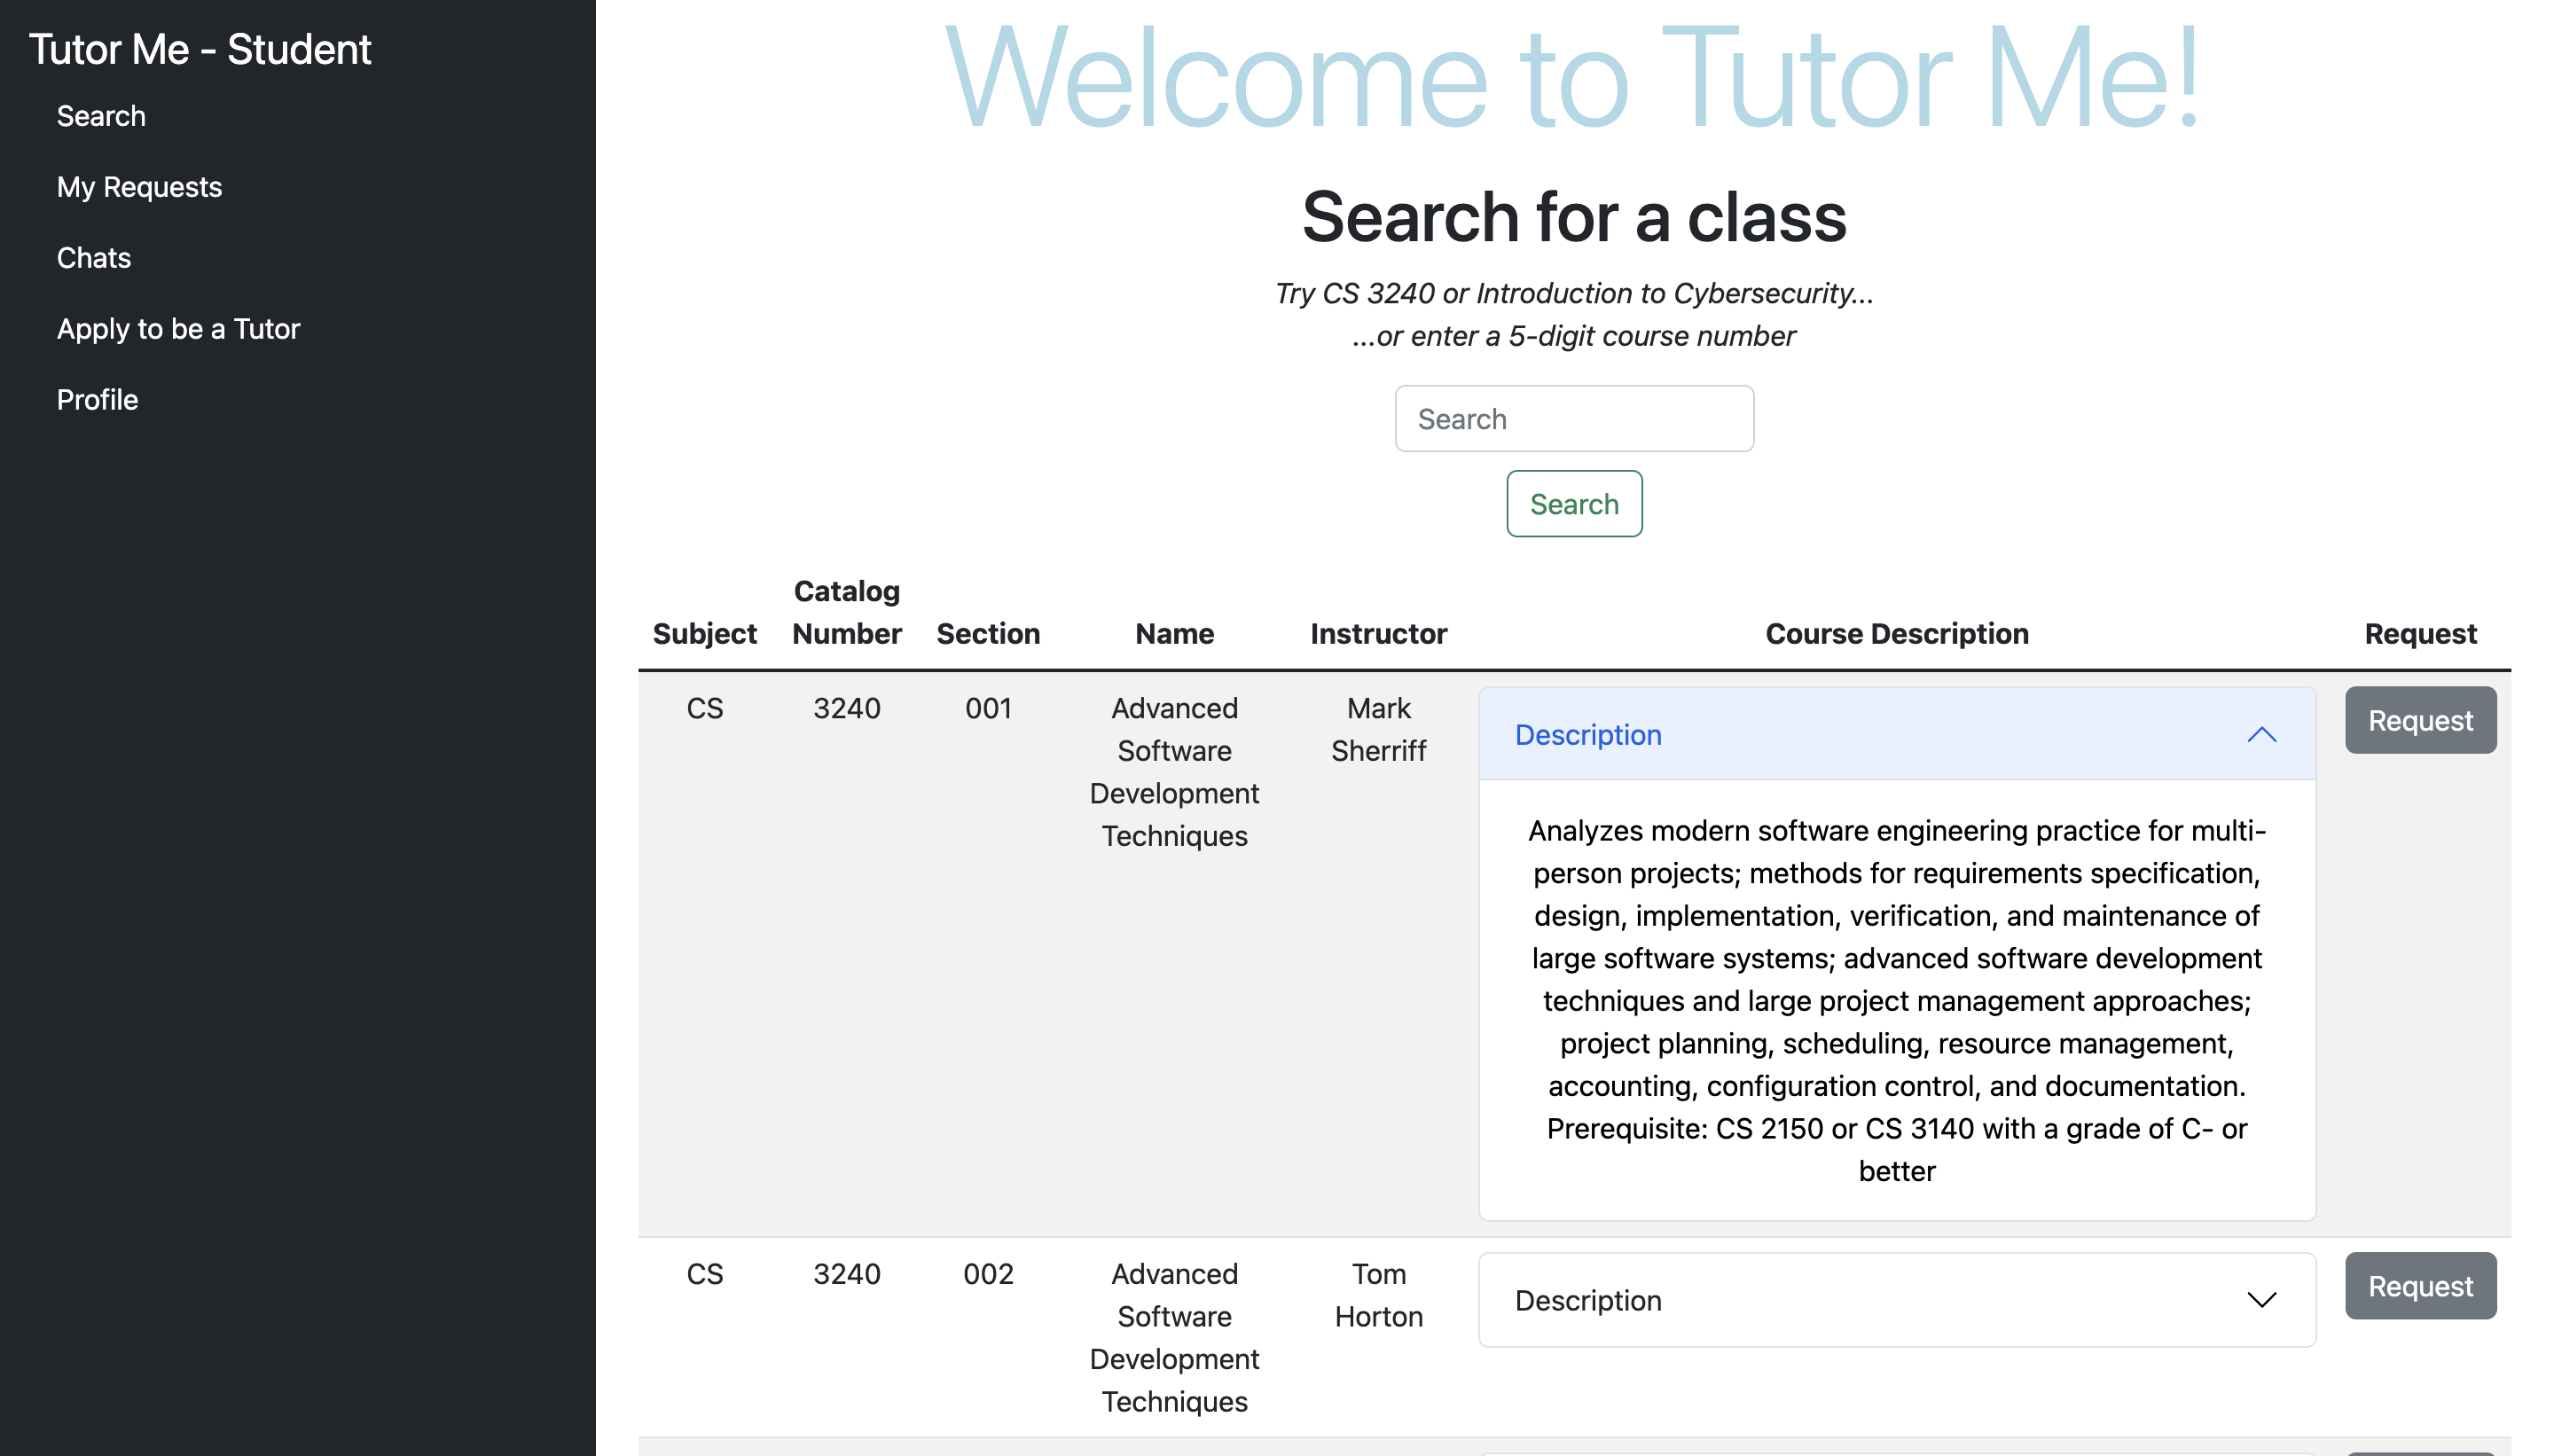 Tutor Me - Student
Search
My Requests
Chats
Apply to be a Tutor
Profile
Welcome to Tutor Me!
Search for a class
Try CS 3240 or Introduction to Cybersecurity...
...or enter a 5-digit course number
Search
Search
Subject Catalog Number Section Name Instructor Course Description Request
CS 3240 001 Advanced Software Development Techniques Mark Sherriff Description Request
Analyzes modern software engineering practice for multi-
person projects; methods for requirements specification,
design, implementation, verification, and maintenance of
large software systems; advanced software development
techniques and large project management approaches;
project planning, scheduling, resource management,
accounting, configuration control, and documentation.
Prerequisite: CS 2150 or CS 3140 with a grade of C- or
better
CS 3240 002 Advanced Software Development Techniques Tom Horton Description Request